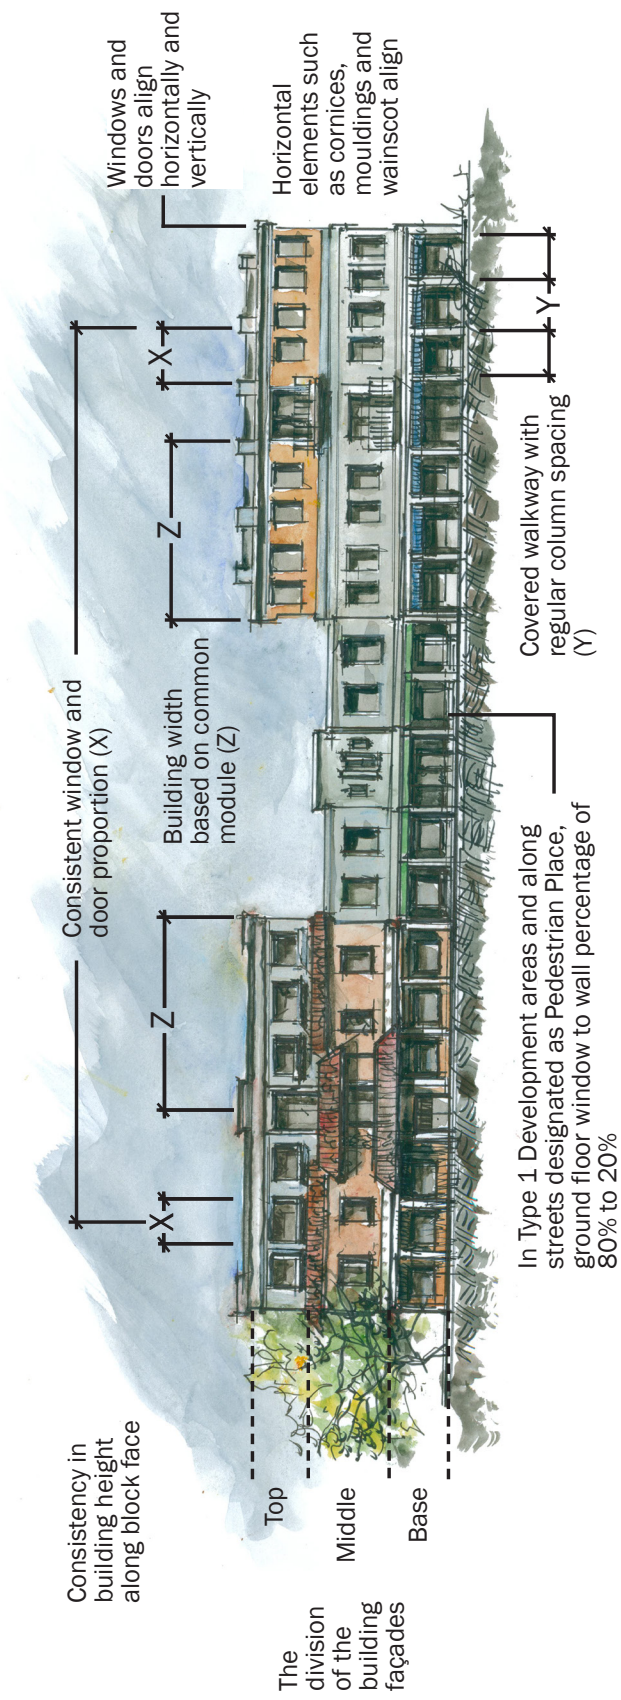 Consistency in
building height
along block face
Consistent window and
door proportion (X)
Windows and
doors align
horizontally and
vertically
X
Z
Building width
based on common
module (Z)
Z
X
Horizontal
elements such
as cornices,
mouldings and
wainscot align
The
division
of the
building
façades
Top
Middle
Base
In Type 1 Development areas and along
streets designated as Pedestrian Place,
ground floor window to wall percentage of
80% to 20%
Covered walkway with
regular column spacing
(Y)
Y